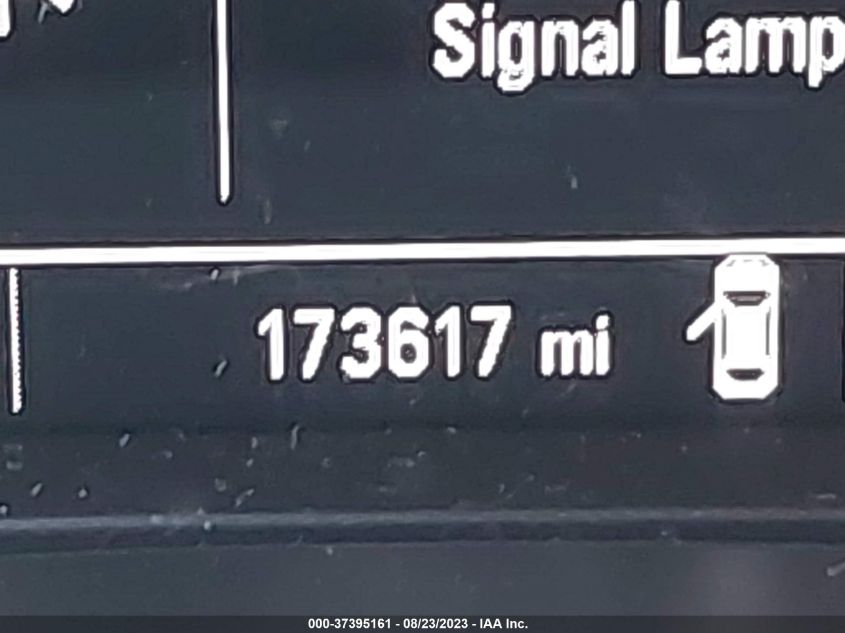 Signal Lamp
173617 mi
000-37395161 - 08/23/2023 - IAA Inc.